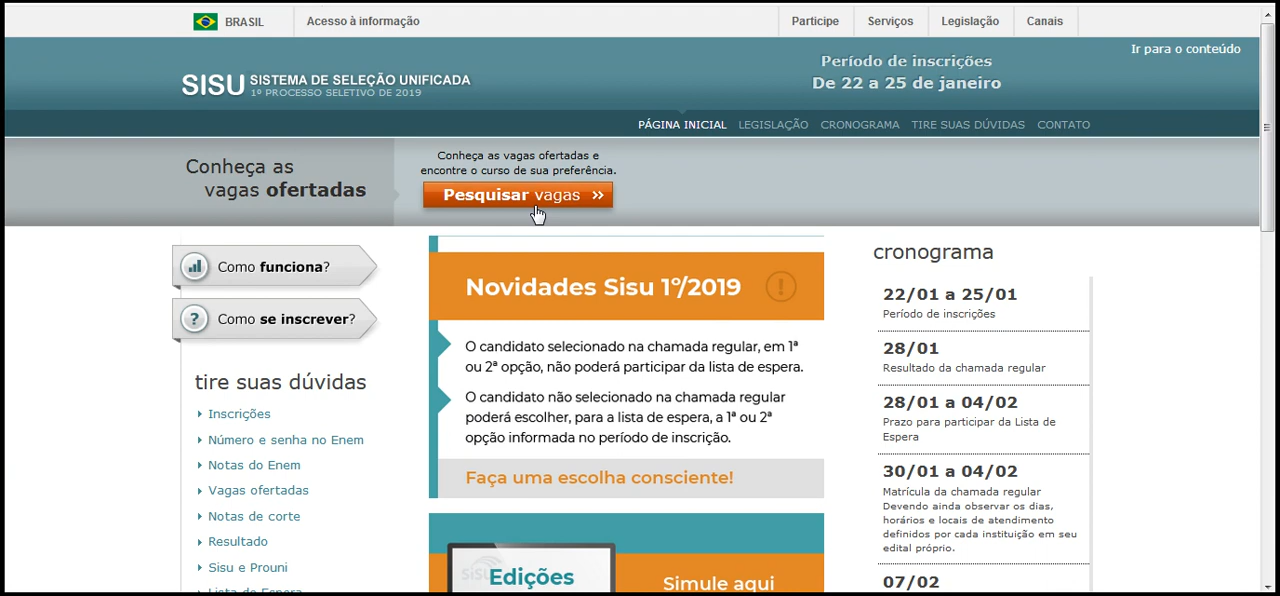 BRASIL
Acesso à informação
Participe
Serviços
Legislação
Canais
Ir para o conteúdo
SISU SISTEMA DE SELEÇÃO UNIFICADA
1º PROCESSO SELETIVO DE 2019
Período de inscrições
De 22 a 25 de janeiro
PÁGINA INICIAL
LEGISLAÇÃO
CRONOGRAMA
TIRE SUAS DÚVIDAS
CONTATO
Conheça as
vagas ofertadas
Conheça as vagas ofertadas e
encontre o curso de sua preferência.
Pesquisar vagas »
Como funciona?
? Como se inscrever?
tire suas dúvidas
Inscrições
Número e senha no Enem
Notas do Enem
Vagas ofertadas
Notas de corte
Resultado
Sisu e Prouni
Lista de Espera
Novidades Sisu 1º/2019 !
O candidato selecionado na chamada regular, em 1ª
ou 2ª opção, não poderá participar da lista de espera.
O candidato não selecionado na chamada regular
poderá escolher, para a lista de espera, a 1ª ou 2ª
opção informada no período de inscrição.
Faça uma escolha consciente!
sisu
Edições
Simule aqui
cronograma
22/01 a 25/01
Período de inscrições
28/01
Resultado da chamada regular
28/01 a 04/02
Prazo para participar da Lista de
Espera
30/01 a 04/02
Matrícula da chamada regular
Devendo ainda observar os dias,
horários e locais de atendimento
definidos por cada instituição em seu
edital próprio.
07/02